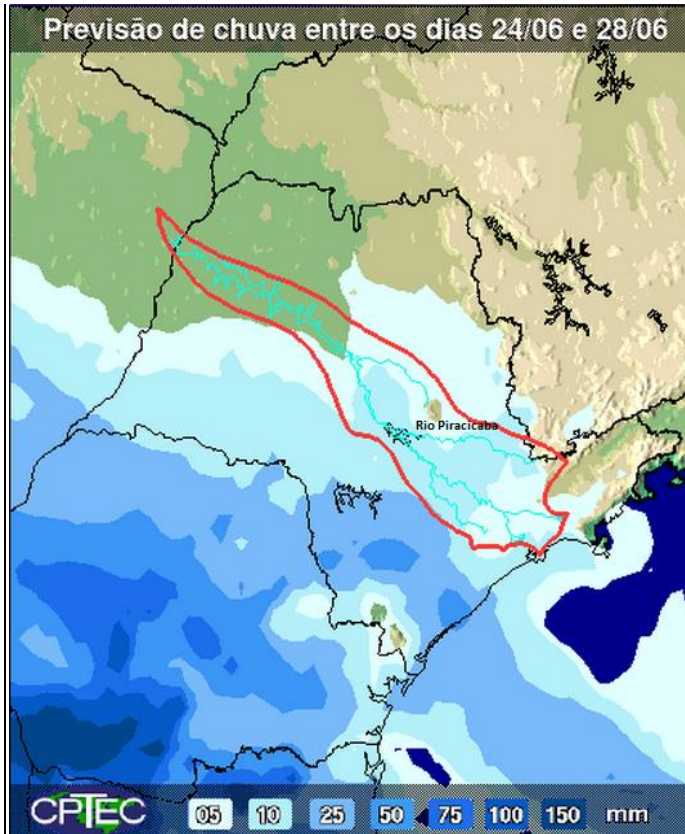 Previsão de chuva entre os dias 24/06 e 28/06
Rio Piracicaba
CPTEC 05 10 25 50 75 100 150 mm